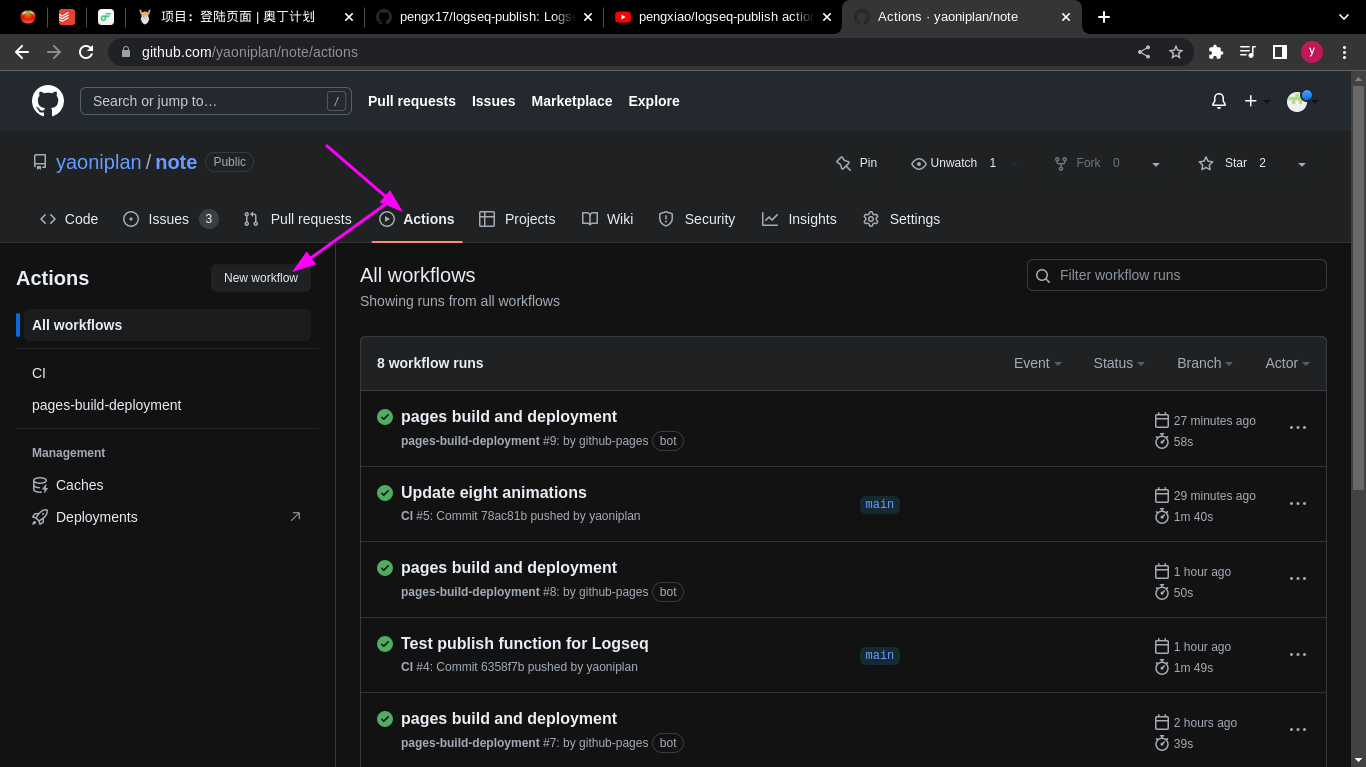 项目: 登陆页面 | 奥丁计划
pengx17/logseq-publish: Logse
pengxiao/logseq-publish action
Actions · yaoniplan/note
github.com/yaoniplan/note/actions
y
Search or jump to…
/
Pull requests
Issues
Marketplace
Explore
yaoniplan / note
Public
Pin
Unwatch 1
Fork 0
Star 2
Code
Issues 3
Pull requests
Actions
Projects
Wiki
Security
Insights
Settings
Actions
New workflow
All workflows
CI
pages-build-deployment
Management
Caches
Deployments
All workflows
Showing runs from all workflows
Filter workflow runs
8 workflow runs
Event
Status
Branch
Actor
pages build and deployment
pages-build-deployment #9: by github-pages bot
27 minutes ago
58s
Update eight animations
CI #5: Commit 78ac81b pushed by yaoniplan
main
29 minutes ago
1m 40s
pages build and deployment
pages-build-deployment #8: by github-pages bot
1 hour ago
50s
Test publish function for Logseq
CI #4: Commit 6358f7b pushed by yaoniplan
main
1 hour ago
1m 49s
pages build and deployment
pages-build-deployment #7: by github-pages bot
2 hours ago
39s